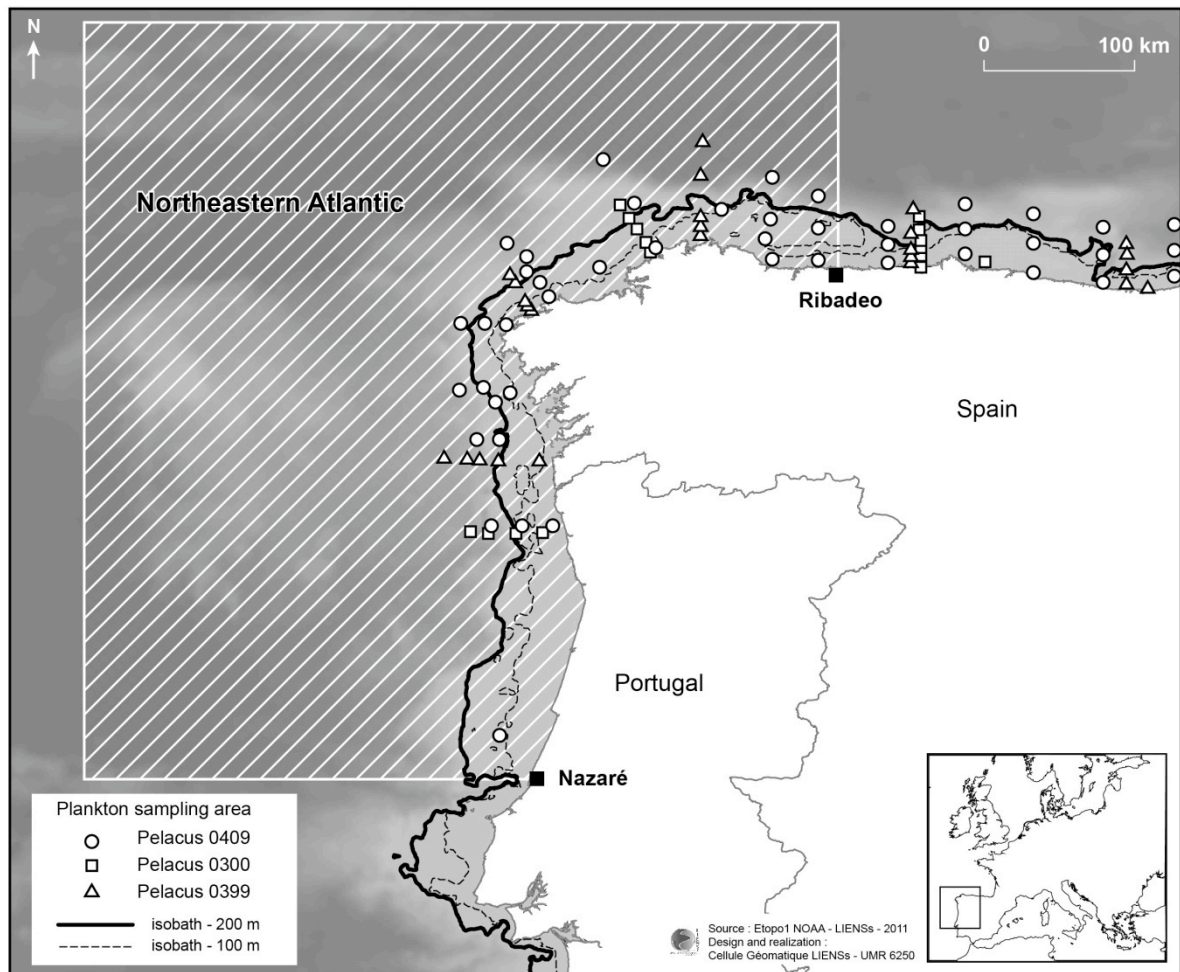 N
0 100 km
Northeastern Atlantic
Ribadeo
Spain
Portugal
Nazaré
Plankton sampling area
Pelacus 0409
Pelacus 0300
Pelacus 0399
isobath - 200 m
isobath - 100 m
Source : Etopo1 NOAA - LIENSs - 2011
Design and realization :
Cellule Géomatique LIENSs - UMR 6250